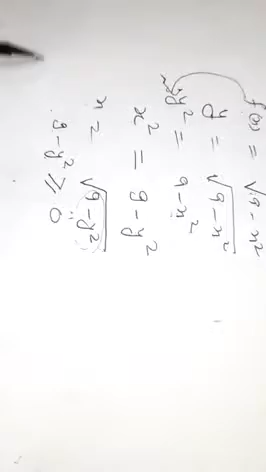 f(x) = √9 - x²
y = √9 - x²
y² = 9 - x²
x² = 9 - y²
x = √9 - y²
9 - y² ≥ 0